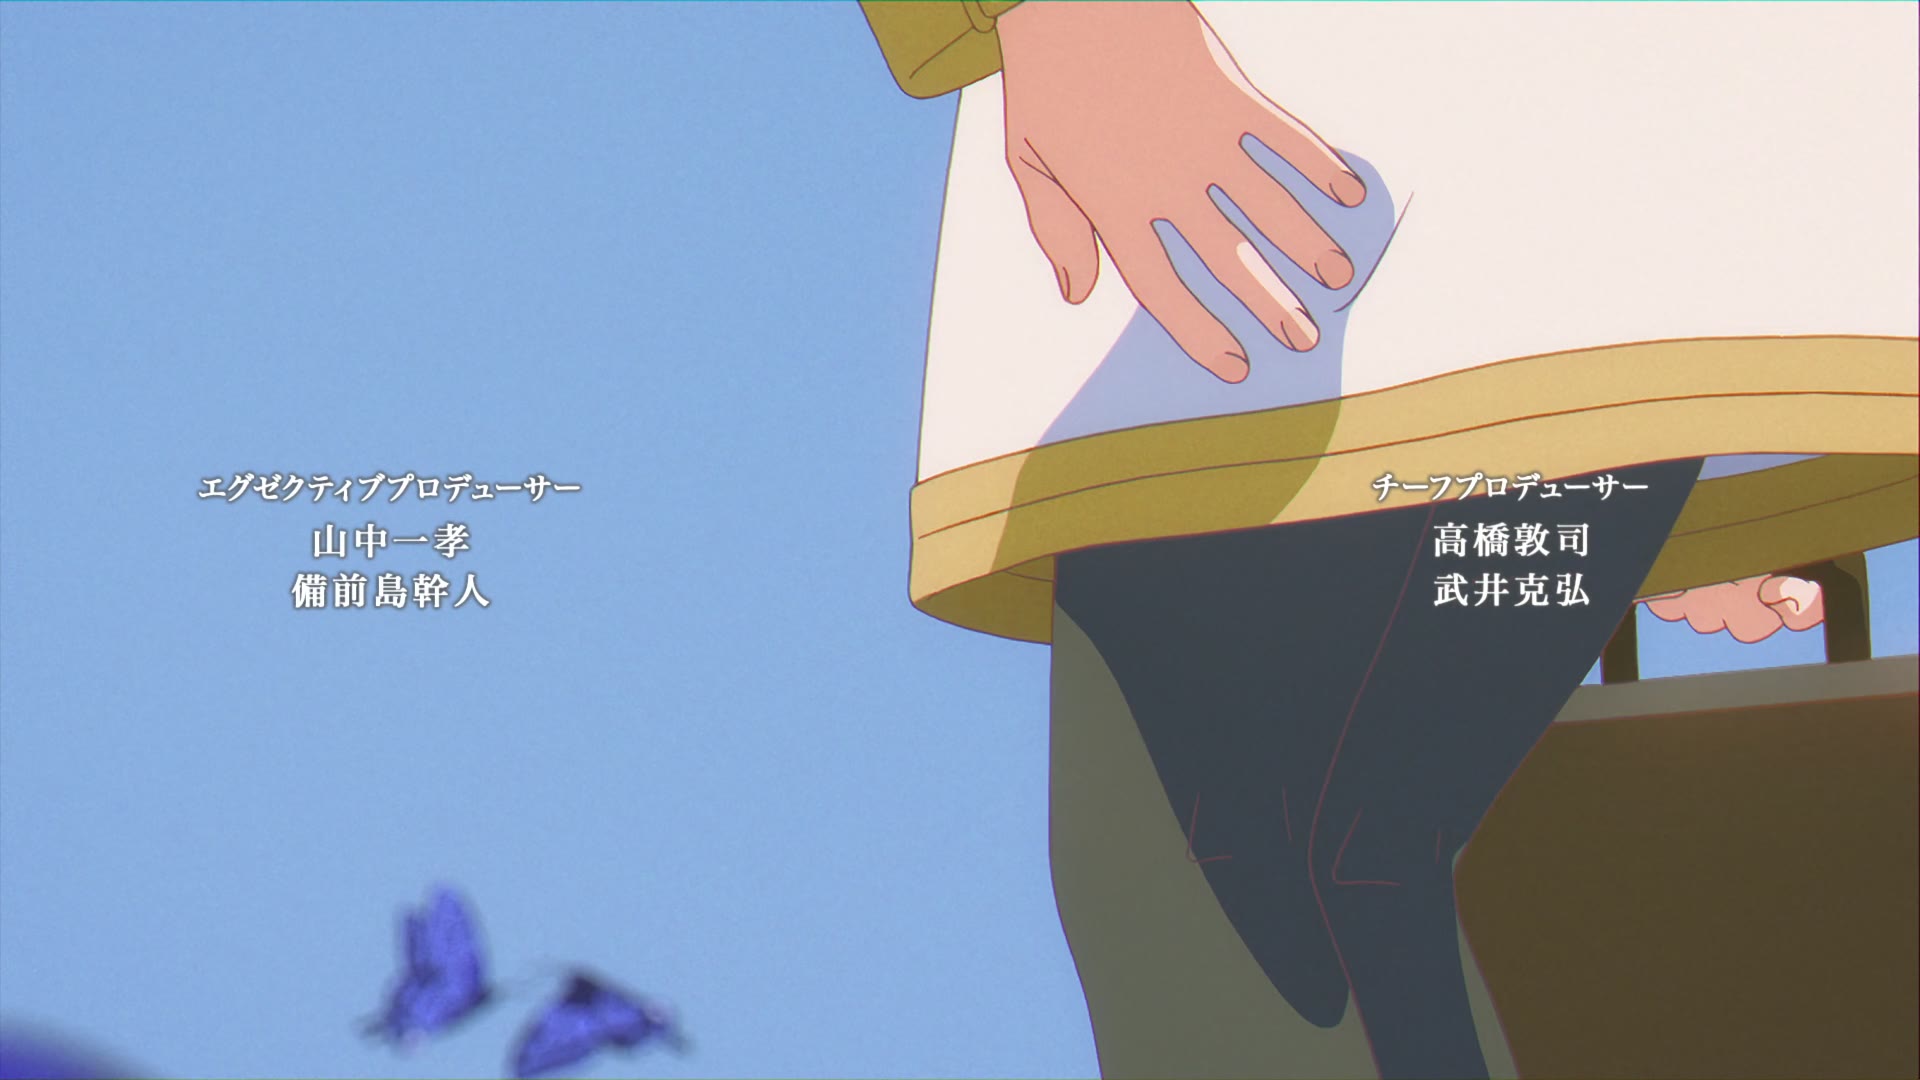 エグゼクティブプロデューサー
山中一孝
備前島幹人
チーフプロデューサー
高橋敦司
武井克弘